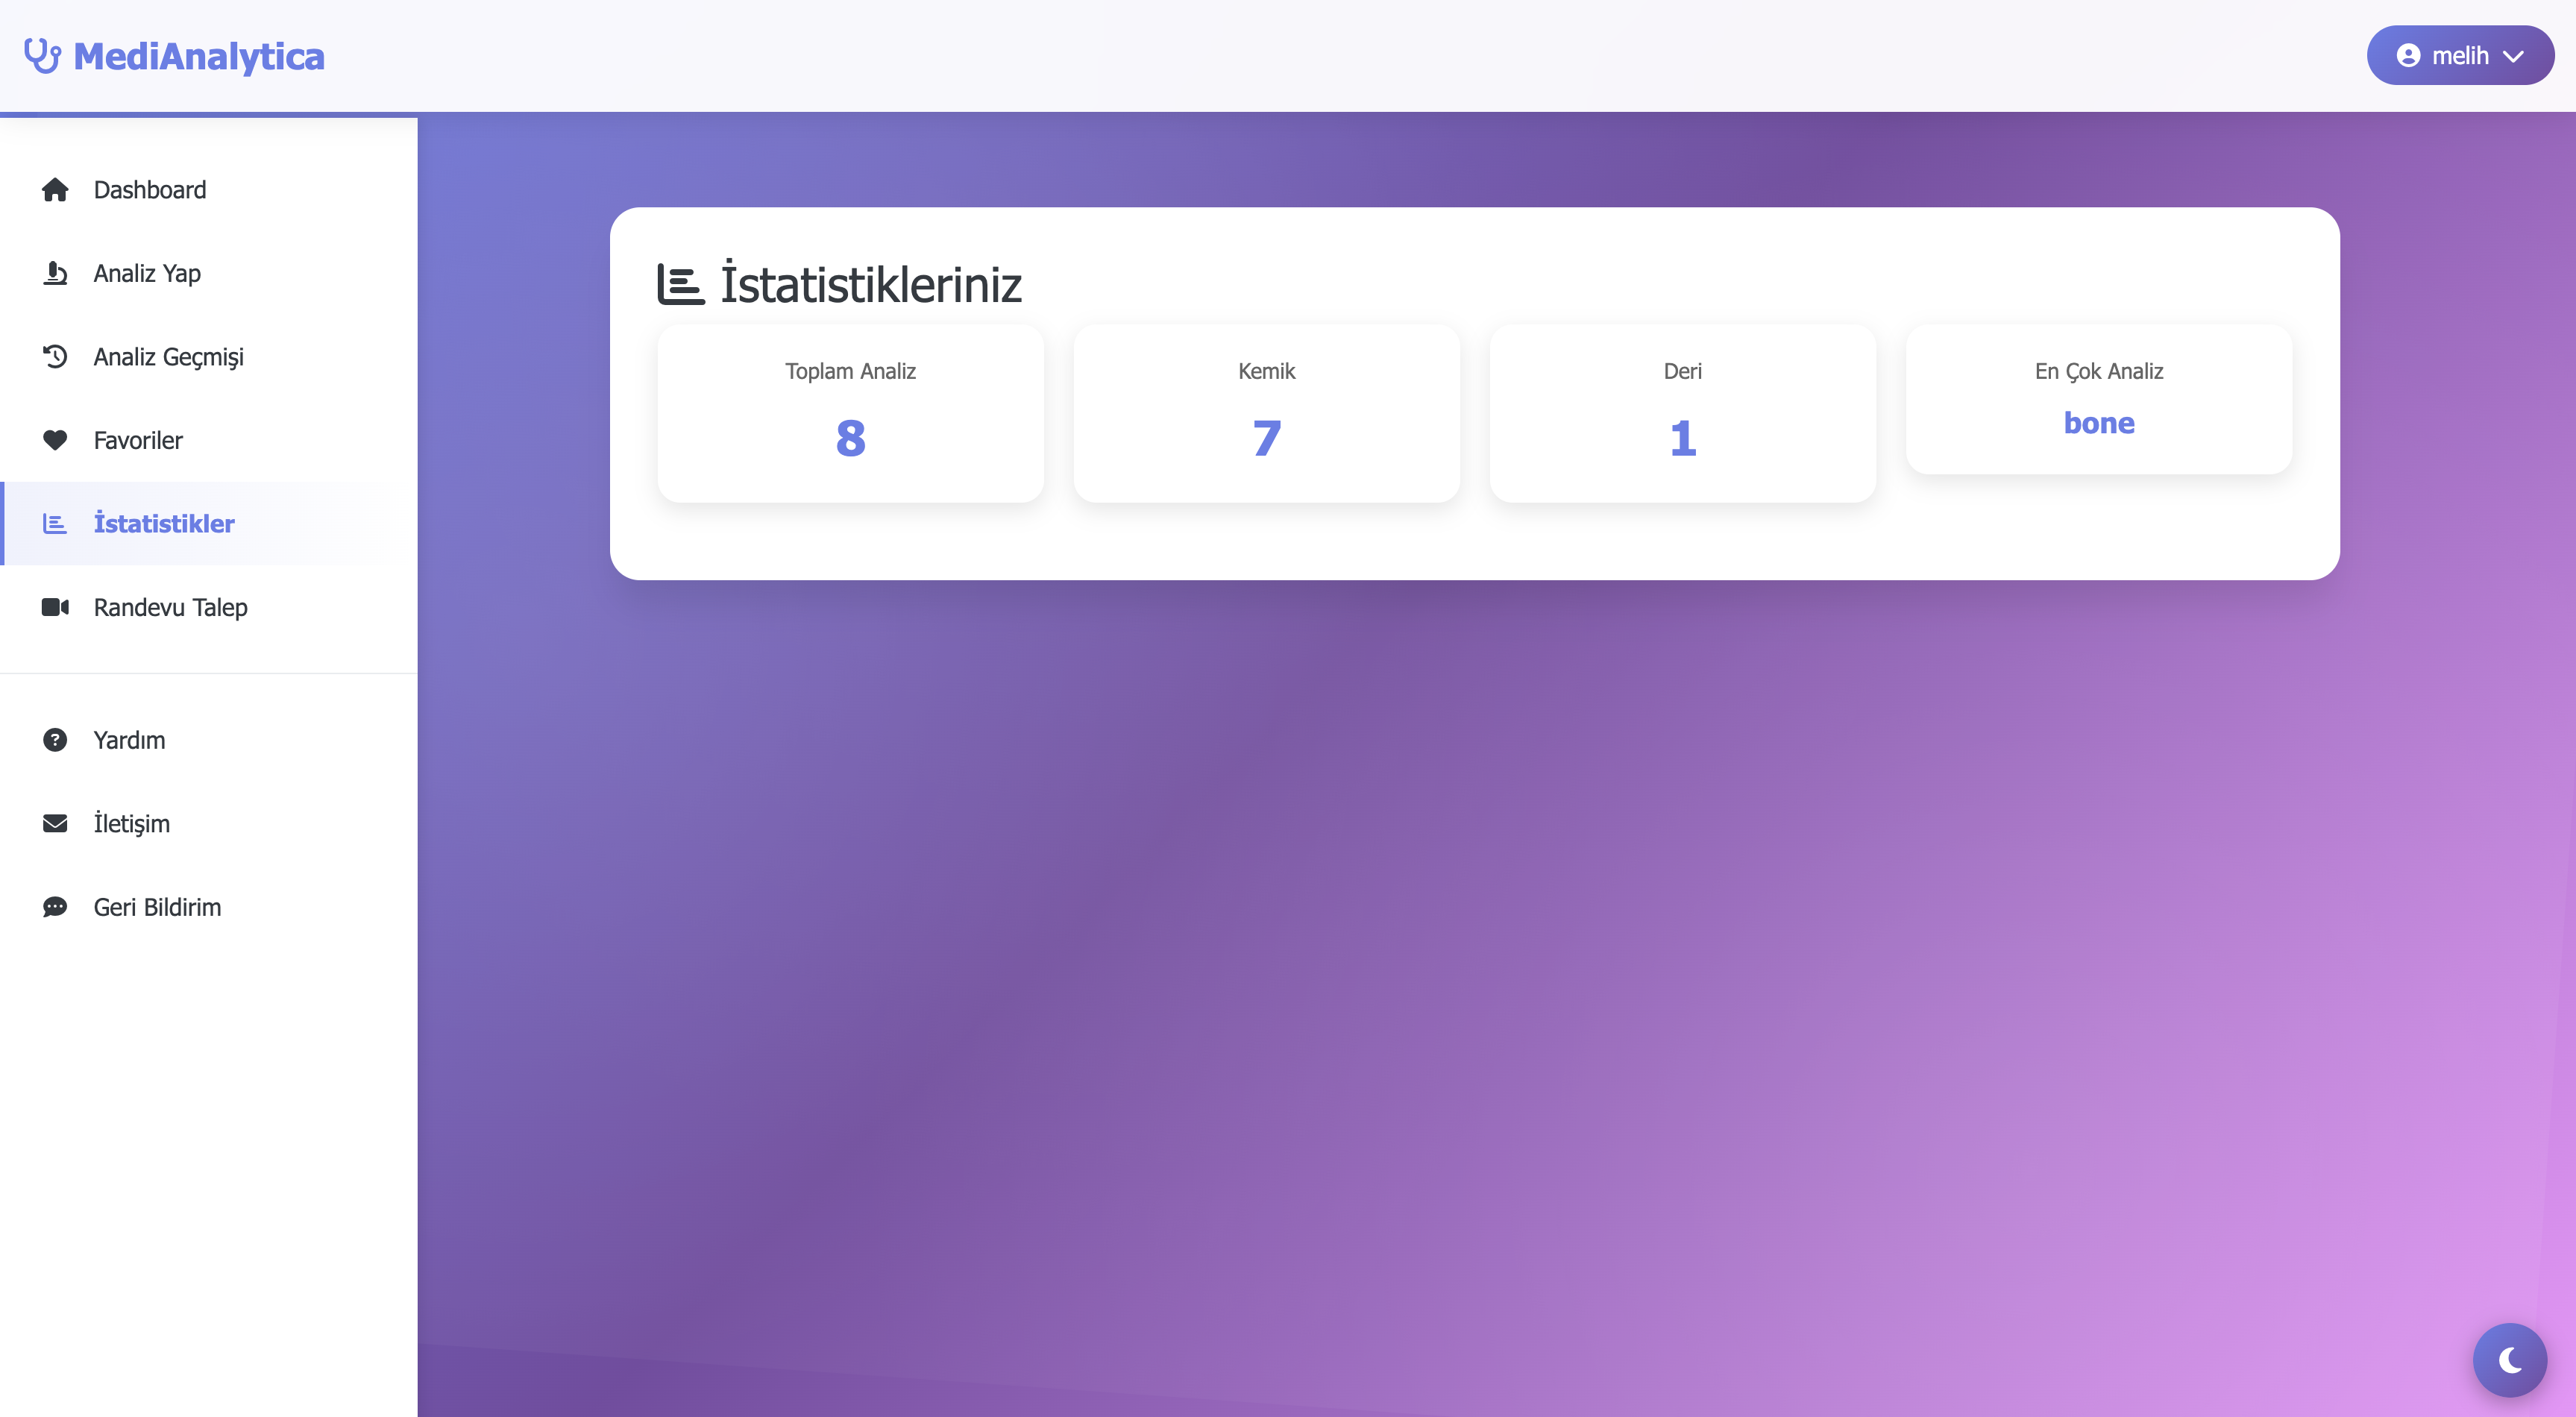 MediAnalytica
melih
Dashboard
Analiz Yap
Analiz Geçmişi
Favoriler
İstatistikler
Randevu Talep
Yardım
İletişim
Geri Bildirim
İstatistikleriniz
Toplam Analiz
8
Kemik
7
Deri
1
En Çok Analiz
bone